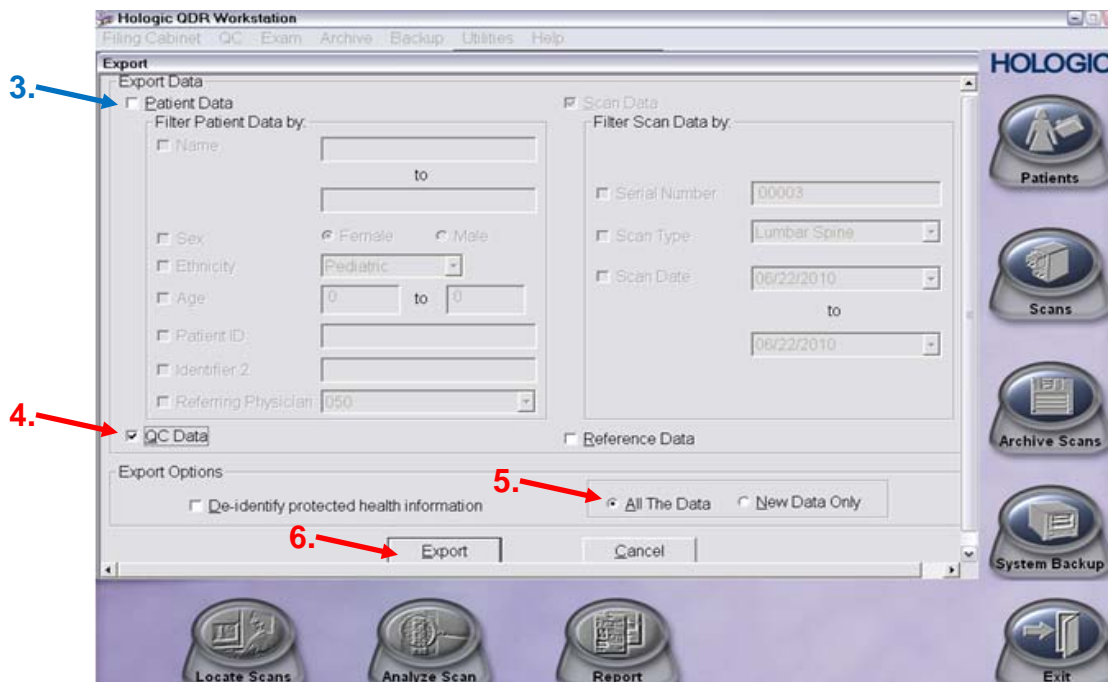 Hologic QDR Workstation
Filing Cabinet QC Exam Archive Backup Utilities Help
Export
HOLOGIC
Export Data
3.
Patient Data
Filter Patient Data by:
Name
to
Sex Female Male
Ethnicity Pediatric
Age 0 to 0
Patient ID
Identifier 2
Referring Physician 050
Scan Data
Filter Scan Data by:
Serial Number 00003
Scan Type Lumbar Spine
Scan Date 06/22/2010
to
06/22/2010
4.
QC Data
Reference Data
Export Options
De-identify protected health information
5.
All The Data New Data Only
6.
Export Cancel
Patients
Scans
Archive Scans
System Backup
Locate Scans Analyze Scan Report Exit